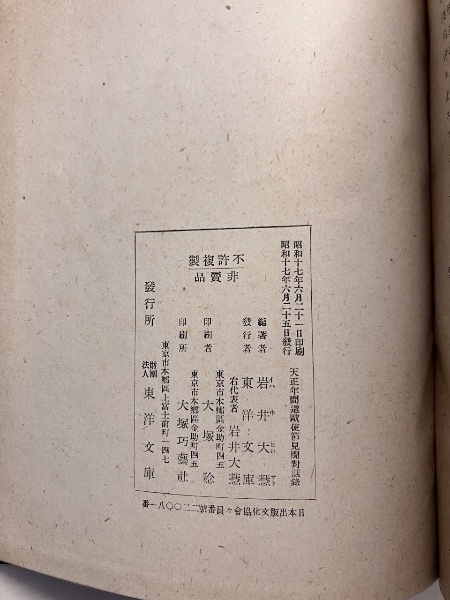 昭和十七年六月二十一日印刷
昭和十七年六月二十五日發行
天正年間遣歐使節見聞對話錄
不許複製
非賣品
編著者 岩井大慧
發行者 東洋文庫
右代表者 岩井大慧
東京市本郷區金助町四五
印刷者 大塚稔
東京市本郷區金助町四五
印刷所 大塚巧藝社
東京市本郷區上富士前町一四七
發行所 財團法人 東洋文庫
日本出版文化協會々員番號二二〇〇八一番